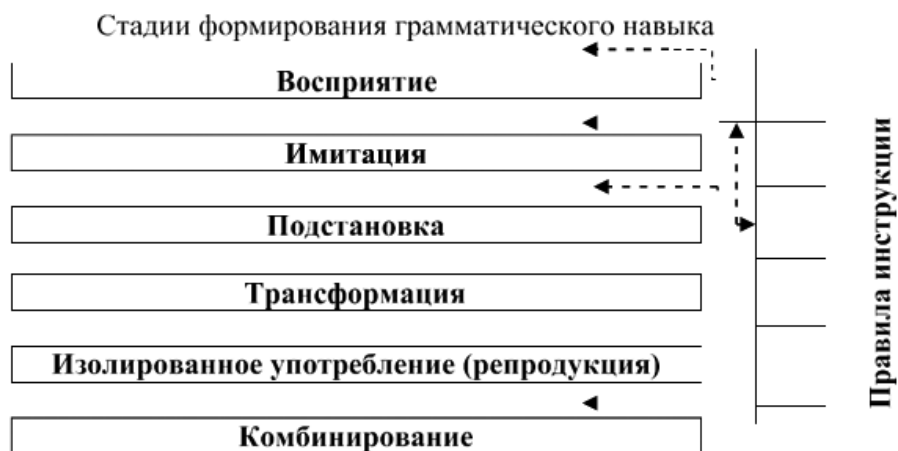 Стадии формирования грамматического навыка
Восприятие
Имитация
Подстановка
Трансформация
Изолированное употребление (репродукция)
Комбинирование
Правила инструкции